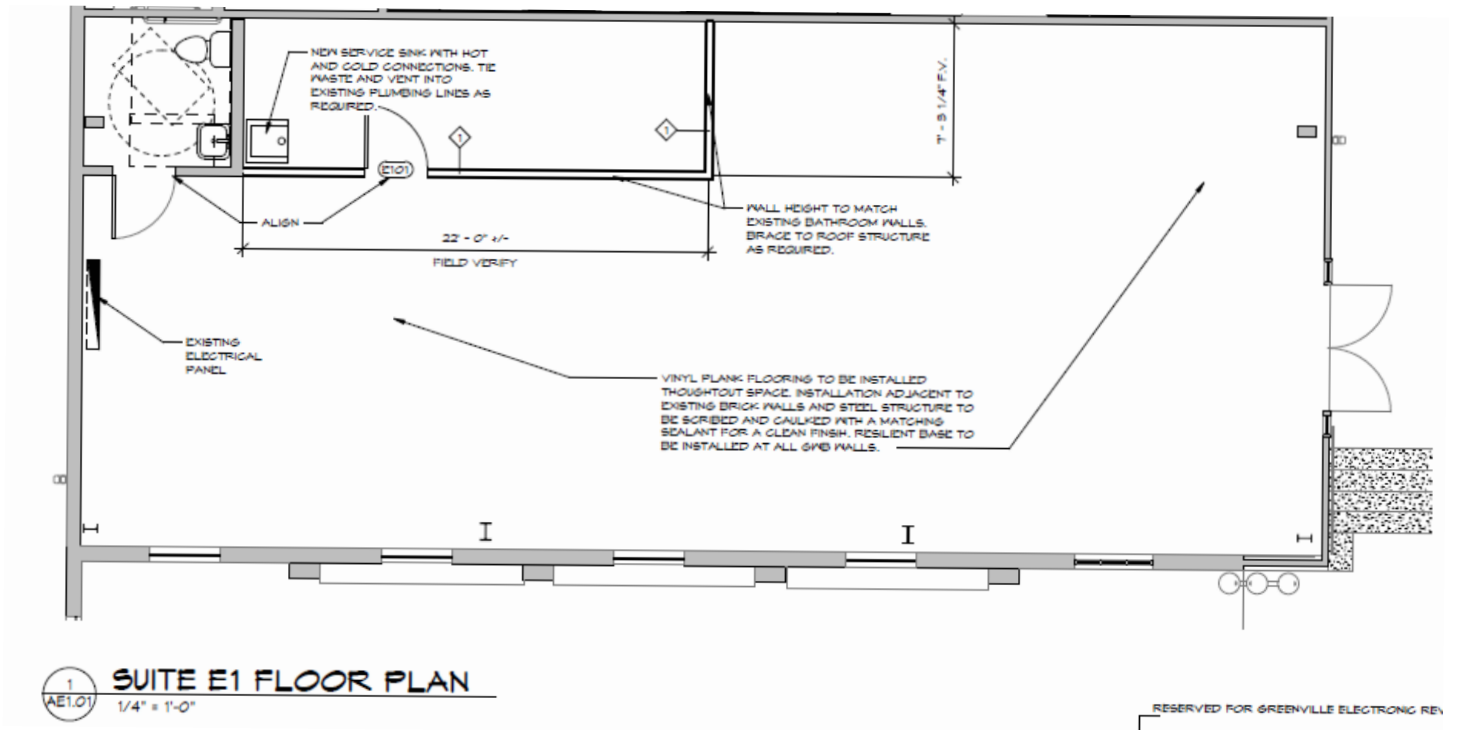 NEW SERVICE SINK WITH HOT
AND COLD CONNECTIONS. TIE
WASTE AND VENT INTO
EXISTING PLUMBING LINES AS
REQUIRED.
7' - 3 1/4" F.V.
1
1
E101
ALIGN
22' - 0" +/-
FIELD VERIFY
WALL HEIGHT TO MATCH
EXISTING BATHROOM WALLS.
BRACE TO ROOF STRUCTURE
AS REQUIRED.
EXISTING
ELECTRICAL
PANEL
VINYL PLANK FLOORING TO BE INSTALLED
THOUGHTOUT SPACE. INSTALLATION ADJACENT TO
EXISTING BRICK WALLS AND STEEL STRUCTURE TO
BE SCRIBED AND CAULKED WITH A MATCHING
SEALANT FOR A CLEAN FINISH. RESILIENT BASE TO
BE INSTALLED AT ALL GWB WALLS.
1
AE1.01
SUITE E1 FLOOR PLAN
1/4" = 1'-0"
RESERVED FOR GREENVILLE ELECTRONIC REV